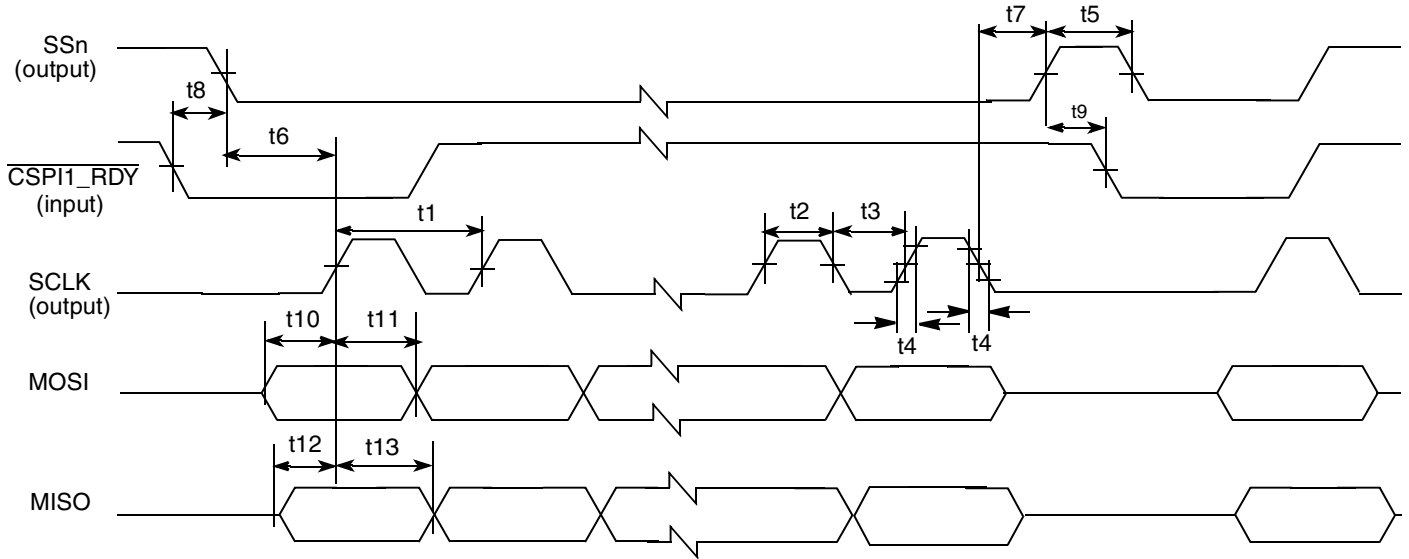 SSn
(output)
t7
t5
t8
t6
t9
CSPI1_RDY
(input)
t1
t2
t3
SCLK
(output)
t4
t4
t10
t11
MOSI
t12
t13
MISO